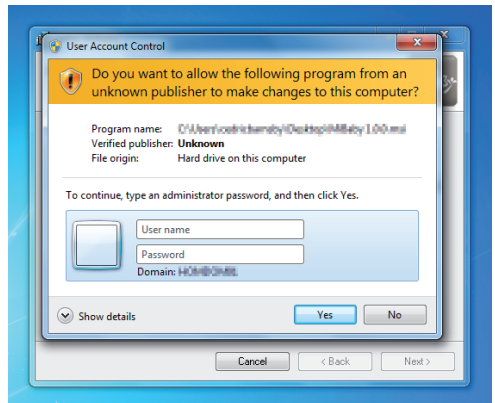 User Account Control
Do you want to allow the following program from an
unknown publisher to make changes to this computer?
Program name:
Verified publisher: Unknown
File origin: Hard drive on this computer
To continue, type an administrator password, and then click Yes.
User name
Password
Domain:
Show details
Yes
No
Cancel
< Back
Next >